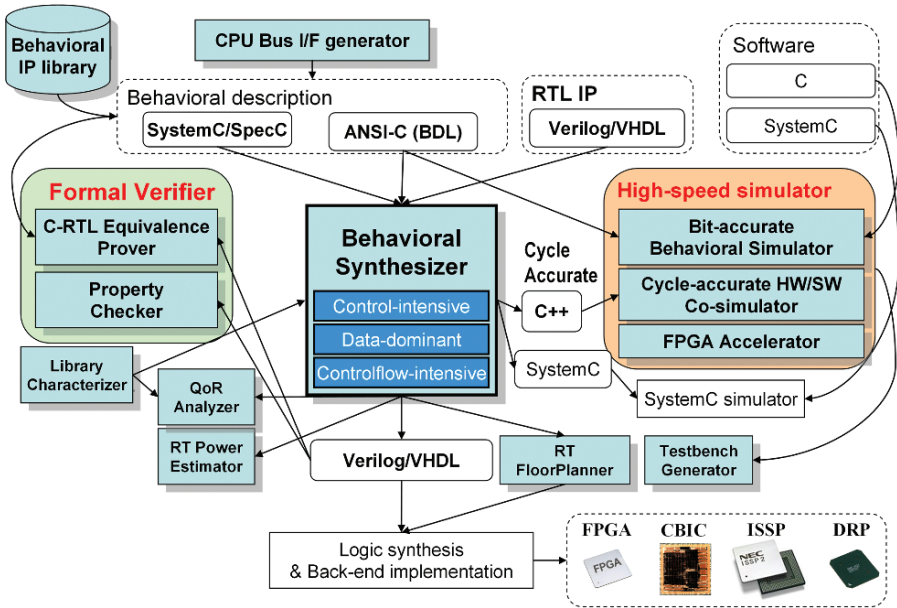 Behavioral
IP library
CPU Bus I/F generator
Software
C
SystemC
Behavioral description
SystemC/SpecC
ANSI-C (BDL)
RTL IP
Verilog/VHDL
Formal Verifier
C-RTL Equivalence
Prover
Property
Checker
Behavioral
Synthesizer
Control-intensive
Data-dominant
Controlflow-intensive
Cycle
Accurate
C++
SystemC
High-speed simulator
Bit-accurate
Behavioral Simulator
Cycle-accurate HW/SW
Co-simulator
FPGA Accelerator
SystemC simulator
Library
Characterizer
QoR
Analyzer
RT Power
Estimator
Verilog/VHDL
RT
FloorPlanner
Testbench
Generator
Logic synthesis
& Back-end implementation
FPGA
CBIC
ISSP
DRP
FPGA
NEC
ISSP2